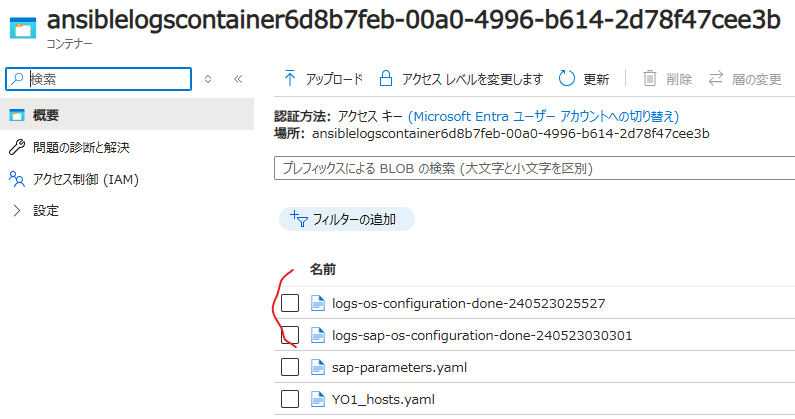 ansiblelogscontainer6d8b7feb-00a0-4996-b614-2d78f47cee3b
コンテナー
検索
アップロード アクセス レベルを変更します 更新 削除 層の変更
概要
問題の診断と解決
アクセス制御 (IAM)
設定
認証方法: アクセス キー (Microsoft Entra ユーザー アカウントへの切り替え)
場所: ansiblelogscontainer6d8b7feb-00a0-4996-b614-2d78f47cee3b
プレフィックスによる BLOB の検索 (大文字と小文字を区別)
フィルターの追加
名前
logs-os-configuration-done-240523025527
logs-sap-os-configuration-done-240523030301
sap-parameters.yaml
YO1_hosts.yaml